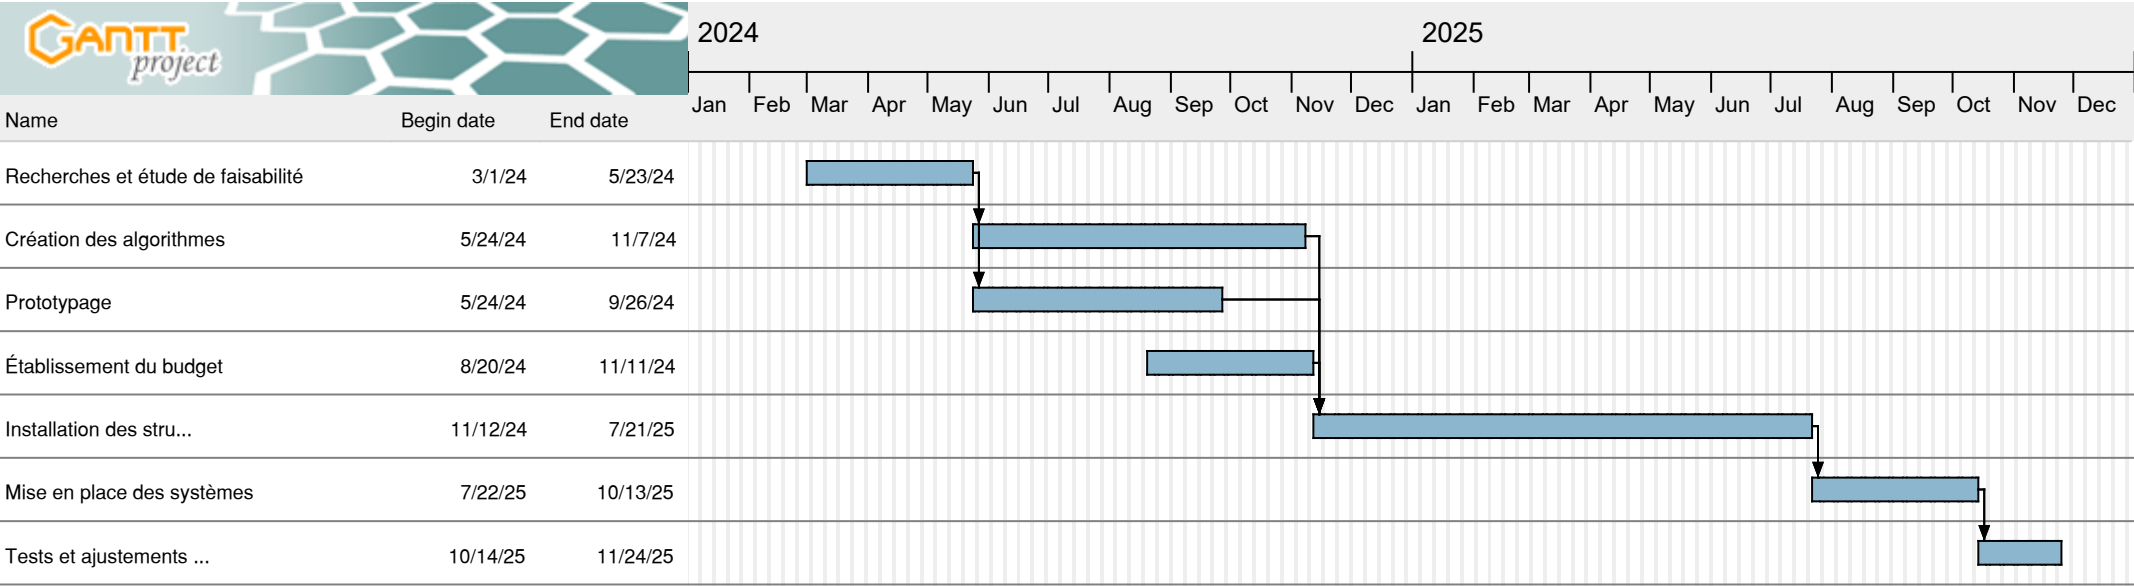 GANTT
project
2024 2025
Jan Feb Mar Apr May Jun Jul Aug Sep Oct Nov Dec Jan Feb Mar Apr May Jun Jul Aug Sep Oct Nov Dec
Name Begin date End date
Recherches et étude de faisabilité 3/1/24 5/23/24
Création des algorithmes 5/24/24 11/7/24
Prototypage 5/24/24 9/26/24
Établissement du budget 8/20/24 11/11/24
Installation des stru... 11/12/24 7/21/25
Mise en place des systèmes 7/22/25 10/13/25
Tests et ajustements ... 10/14/25 11/24/25